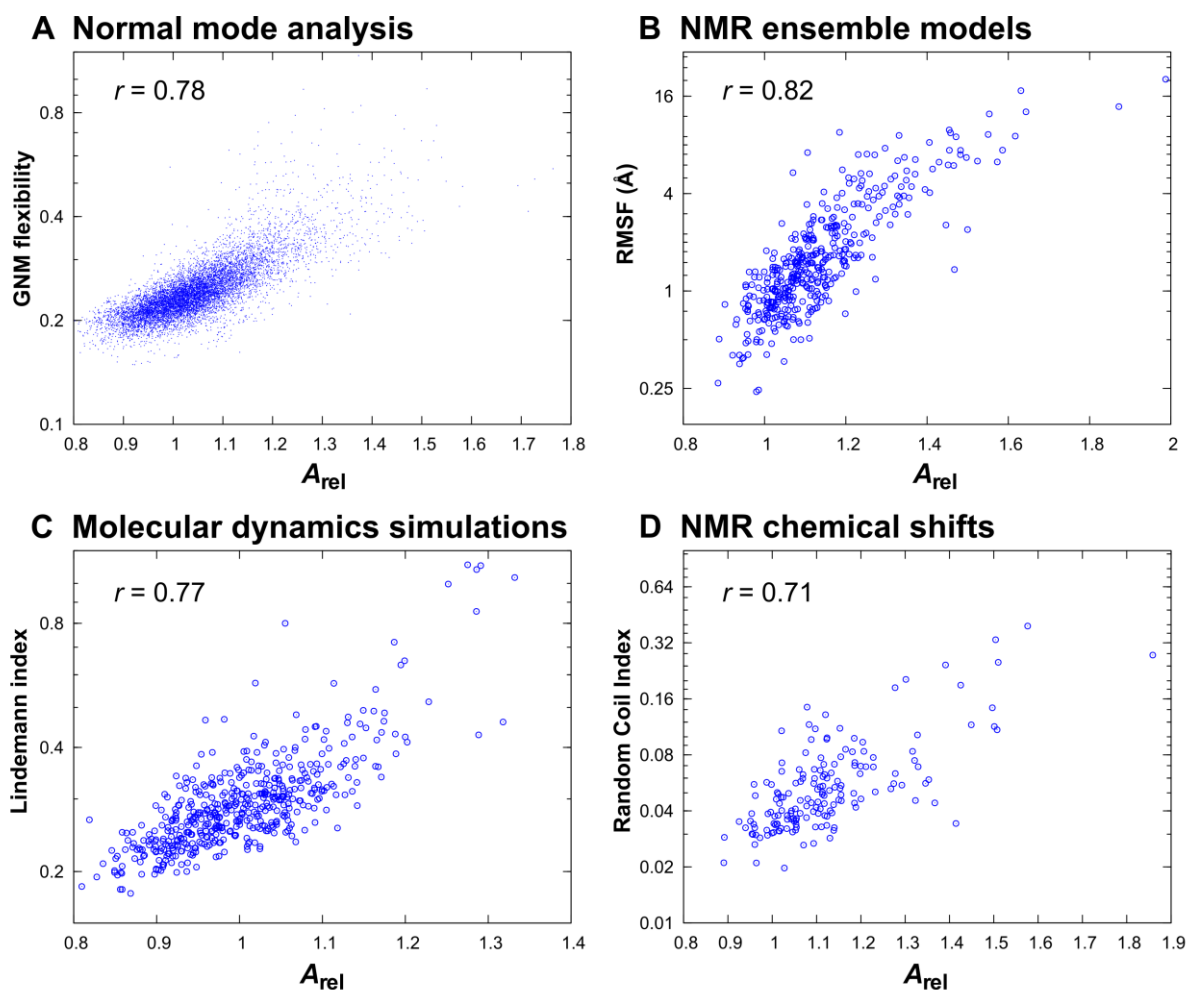 A Normal mode analysis
r = 0.78
GNM flexibility
0.8
0.4
0.2
0.1
0.8 0.9 1 1.1 1.2 1.3 1.4 1.5 1.6 1.7 1.8
Arel
B NMR ensemble models
r = 0.82
RMSF (Å)
16
4
1
0.25
0.8 1 1.2 1.4 1.6 1.8 2
Arel
C Molecular dynamics simulations
r = 0.77
Lindemann index
0.8
0.4
0.2
0.8 0.9 1 1.1 1.2 1.3 1.4
Arel
D NMR chemical shifts
r = 0.71
Random Coil Index
0.64
0.32
0.16
0.08
0.04
0.02
0.01
0.8 0.9 1 1.1 1.2 1.3 1.4 1.5 1.6 1.7 1.8 1.9
Arel